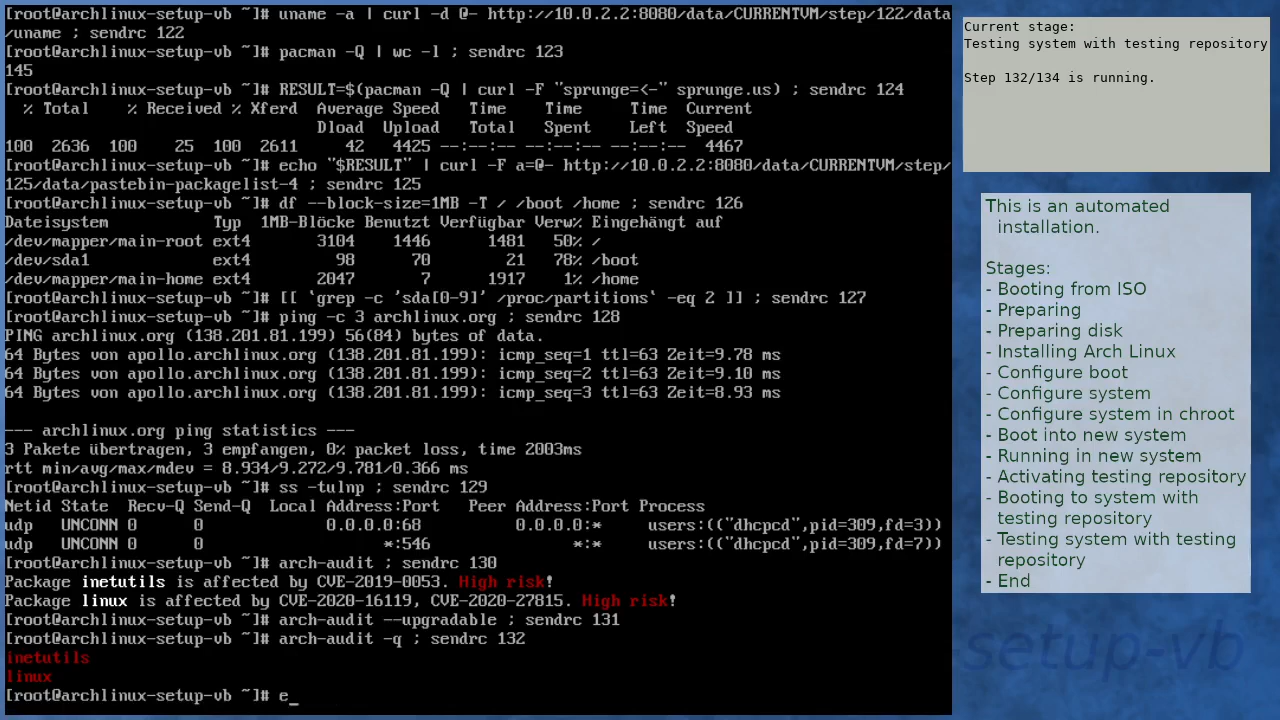 [root@archlinux-setup-vb ~]# uname -a | curl -d @- http://10.0.2.2:8080/data/CURRENTVM/step/122/data
/uname ; sendrc 122
[root@archlinux-setup-vb ~]# pacman -Q | wc -l ; sendrc 123
145
[root@archlinux-setup-vb ~]# RESULT=$(pacman -Q | curl -F "sprunge=<-" sprunge.us) ; sendrc 124
  % Total    % Received % Xferd  Average Speed   Time    Time     Time  Current
                                 Dload  Upload   Total   Spent    Left  Speed
100  2636  100    25  100  2611     42   4425 --:--:-- --:--:-- --:--:--  4467
[root@archlinux-setup-vb ~]# echo "$RESULT" | curl -F a=@- http://10.0.2.2:8080/data/CURRENTVM/step/
125/data/pastebin-packagelist-4 ; sendrc 125
[root@archlinux-setup-vb ~]# df --block-size=1MB -T / /boot /home ; sendrc 126
Dateisystem           Typ  1MB-Blöcke Benutzt Verfügbar Verw% Eingehängt auf
/dev/mapper/main-root ext4       3104    1446      1481   50% /
/dev/sda1             ext4         98      70        21   78% /boot
/dev/mapper/main-home ext4       2047       7      1917    1% /home
[root@archlinux-setup-vb ~]# [[ `grep -c 'sda[0-9]' /proc/partitions` -eq 2 ]] ; sendrc 127
[root@archlinux-setup-vb ~]# ping -c 3 archlinux.org ; sendrc 128
PING archlinux.org (138.201.81.199) 56(84) bytes of data.
64 Bytes von apollo.archlinux.org (138.201.81.199): icmp_seq=1 ttl=63 Zeit=9.78 ms
64 Bytes von apollo.archlinux.org (138.201.81.199): icmp_seq=2 ttl=63 Zeit=9.10 ms
64 Bytes von apollo.archlinux.org (138.201.81.199): icmp_seq=3 ttl=63 Zeit=8.93 ms
--- archlinux.org ping statistics ---
3 Pakete übertragen, 3 empfangen, 0% packet loss, time 2003ms
rtt min/avg/max/mdev = 8.934/9.272/9.781/0.366 ms
[root@archlinux-setup-vb ~]# ss -tulnp ; sendrc 129
Netid State  Recv-Q Send-Q  Local Address:Port   Peer Address:Port Process
udp   UNCONN 0      0             0.0.0.0:68          0.0.0.0:*     users:(("dhcpcd",pid=309,fd=3))
udp   UNCONN 0      0                   *:546               *:*     users:(("dhcpcd",pid=309,fd=7))
[root@archlinux-setup-vb ~]# arch-audit ; sendrc 130
Package inetutils is affected by CVE-2019-0053. High risk!
Package linux is affected by CVE-2020-16119, CVE-2020-27815. High risk!
[root@archlinux-setup-vb ~]# arch-audit --upgradable ; sendrc 131
[root@archlinux-setup-vb ~]# arch-audit -q ; sendrc 132
inetutils
linux
[root@archlinux-setup-vb ~]# e_
Current stage:
Testing system with testing repository
Step 132/134 is running.
This is an automated
installation.
Stages:
- Booting from ISO
- Preparing
- Preparing disk
- Installing Arch Linux
- Configure boot
- Configure system
- Configure system in chroot
- Boot into new system
- Running in new system
- Activating testing repository
- Booting to system with
testing repository
- Testing system with testing
repository
- End
setup-vb